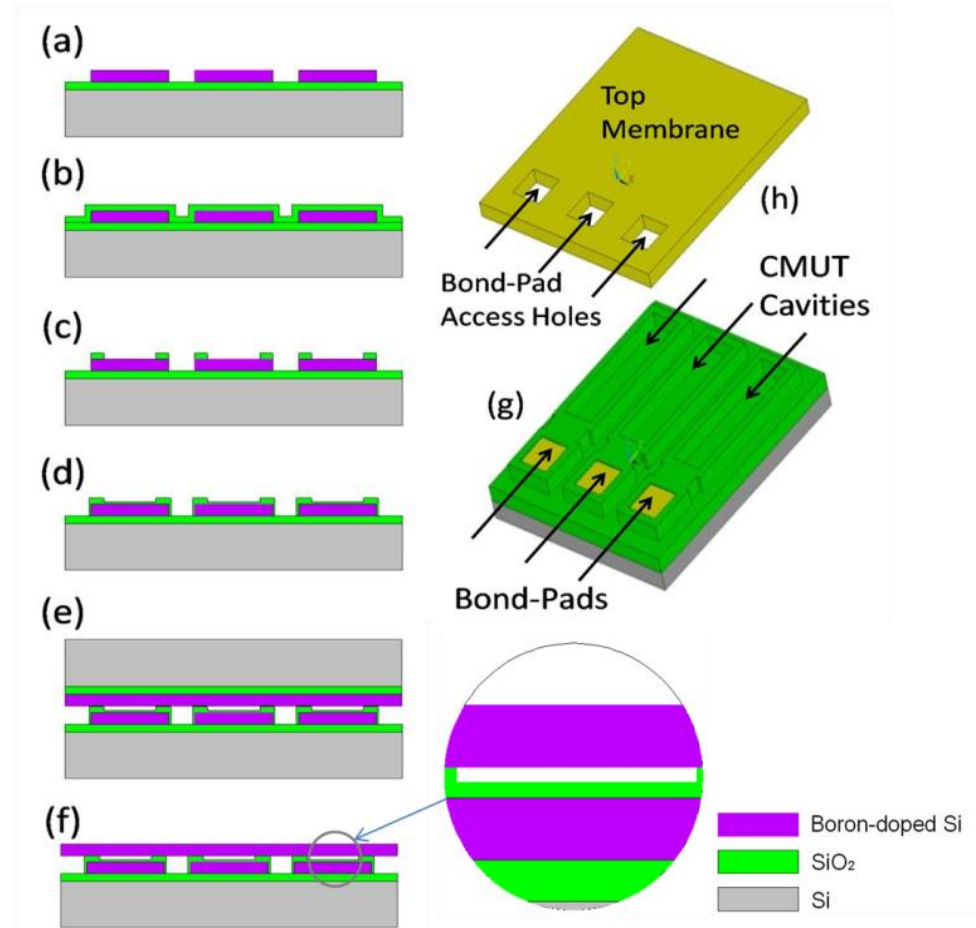 (a)
(b)
(c)
(d)
(e)
(f)
Top
Membrane
(h)
Bond-Pad
Access Holes
CMUT
Cavities
(g)
Bond-Pads
Boron-doped Si
SiO₂
Si